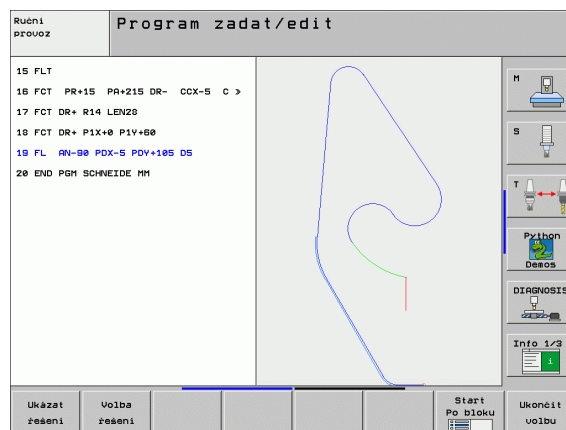 Ruční
provoz
Program zadat/edit
15 FLT
16 FCT PR+15 PA+215 DR- CCX-5 C »
17 FCT DR+ R14 LEN28
18 FCT DR+ P1X+0 P1Y+60
19 FL AN-90 PDX-5 PDY+105 D5
20 END PGM SCHNEIDE MM
M
S
T
Python
Demos
DIAGNOSIS
Info 1/3
i
Ukázat
řešení
Volba
řešení
Start
Po bloku
Ukončit
volbu